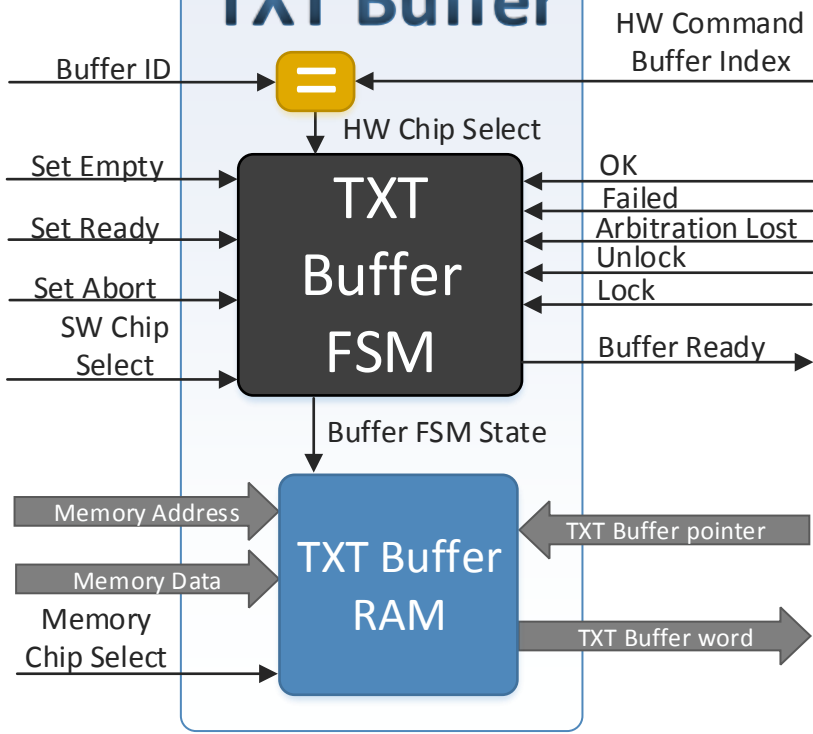 TXT Buffer
HW Command
Buffer Index
Buffer ID
=
HW Chip Select
Set Empty
Set Ready
Set Abort
SW Chip
Select
TXT
Buffer
FSM
OK
Failed
Arbitration Lost
Unlock
Lock
Buffer Ready
Buffer FSM State
Memory Address
Memory Data
Memory
Chip Select
TXT Buffer
RAM
TXT Buffer pointer
TXT Buffer word